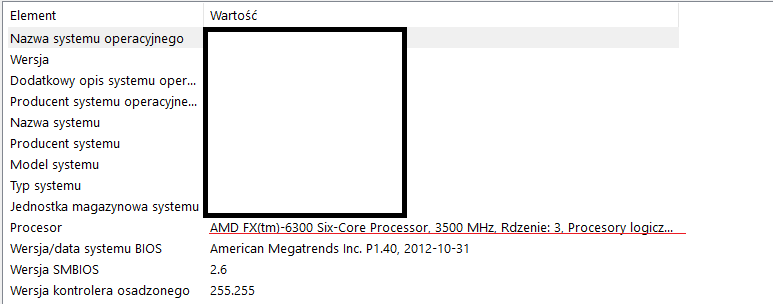 Element Wartość
Nazwa systemu operacyjnego
Wersja
Dodatkowy opis systemu oper...
Producent systemu operacyjne...
Nazwa systemu
Producent systemu
Model systemu
Typ systemu
Jednostka magazynowa systemu
Procesor AMD FX(tm)-6300 Six-Core Processor, 3500 MHz, Rdzenie: 3, Procesory logicz...
Wersja/data systemu BIOS American Megatrends Inc. P1.40, 2012-10-31
Wersja SMBIOS 2.6
Wersja kontrolera osadzonego 255.255